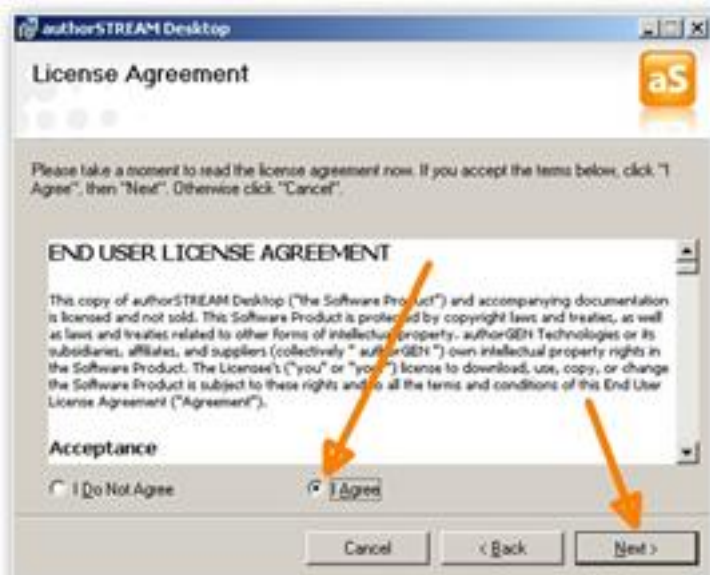 authorSTREAM Desktop
License Agreement
aS
Please take a moment to read the license agreement now. If you accept the terms below, click "I
Agree", then "Next". Otherwise click "Cancel".
END USER LICENSE AGREEMENT
This copy of authorSTREAM Desktop ("the Software Product") and accompanying documentation
is licensed and not sold. This Software Product is protected by copyright laws and treaties, as well
as laws and treaties related to other forms of intellectual property. authorGEN Technologies or its
subsidiaries, affiliates, and suppliers (collectively " authorGEN ") own intellectual property rights in
the Software Product. The Licensee's ("you" or "your") license to download, use, copy, or change
the Software Product is subject to these rights and to all the terms and conditions of this End User
License Agreement ("Agreement").
Acceptance
I Do Not Agree
I Agree
Cancel
< Back
Next >